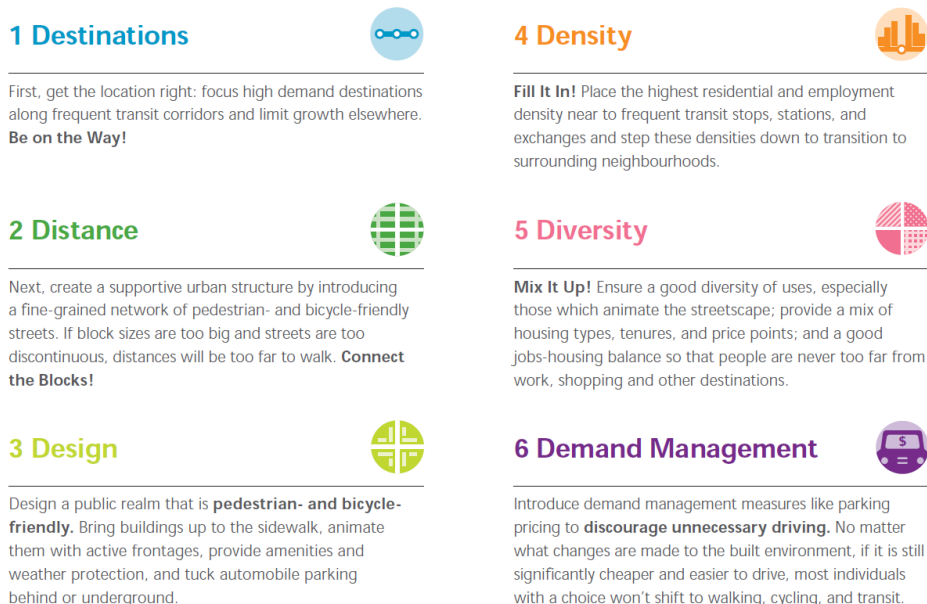 1 Destinations
First, get the location right: focus high demand destinations
along frequent transit corridors and limit growth elsewhere.
Be on the Way!
2 Distance
Next, create a supportive urban structure by introducing
a fine-grained network of pedestrian- and bicycle-friendly
streets. If block sizes are too big and streets are too
discontinuous, distances will be too far to walk. Connect
the Blocks!
3 Design
Design a public realm that is pedestrian- and bicycle-
friendly. Bring buildings up to the sidewalk, animate
them with active frontages, provide amenities and
weather protection, and tuck automobile parking
behind or underground.
4 Density
Fill It In! Place the highest residential and employment
density near to frequent transit stops, stations, and
exchanges and step these densities down to transition to
surrounding neighbourhoods.
5 Diversity
Mix It Up! Ensure a good diversity of uses, especially
those which animate the streetscape; provide a mix of
housing types, tenures, and price points; and a good
jobs-housing balance so that people are never too far from
work, shopping and other destinations.
6 Demand Management
$
Introduce demand management measures like parking
pricing to discourage unnecessary driving. No matter
what changes are made to the built environment, if it is still
significantly cheaper and easier to drive, most individuals
with a choice won't shift to walking, cycling, and transit.